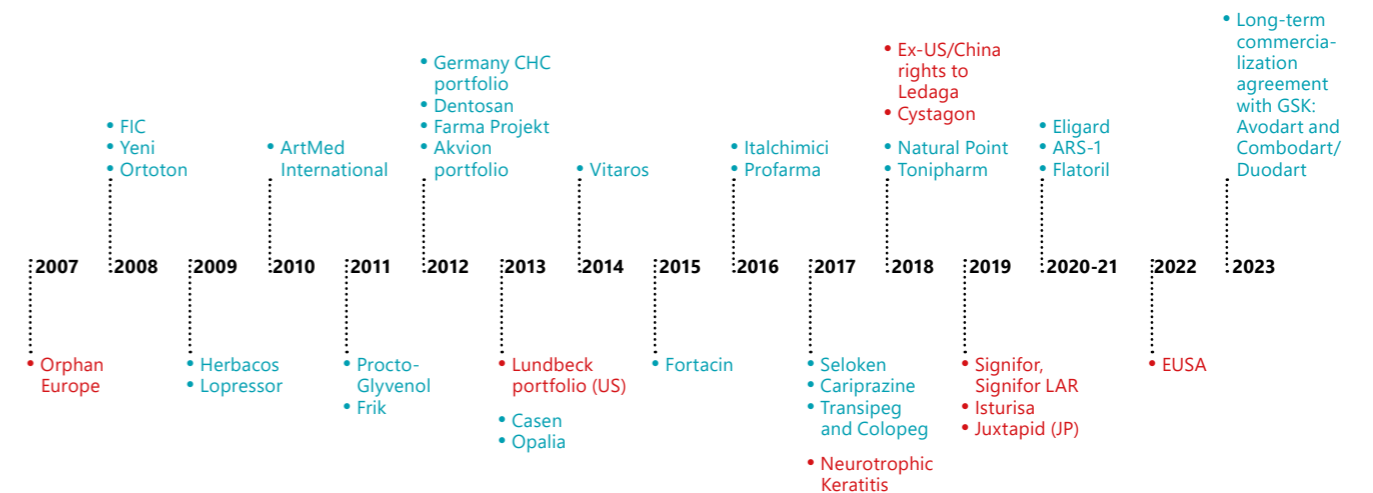 • Long-term
commercia-
lization
agreement
with GSK:
Avodart and
Combodart/
Duodart
• Ex-US/China
rights to
Ledaga
• Cystagon
• Natural Point
• Tonipharm
• Germany CHC
portfolio
• Dentosan
• Farma Projekt
• Akvion
portfolio
• FIC
• Yeni
• Ortoton
• ArtMed
International
• Vitaros
• Italchimici
• Profarma
• Eligard
• ARS-1
• Flatoril
2007 2008 2009 2010 2011 2012 2013 2014 2015 2016 2017 2018 2019 2020-21 2022 2023
• Orphan
Europe
• Herbacos
• Lopressor
• Procto-
Glyvenol
• Frik
• Lundbeck
portfolio (US)
• Casen
• Opalia
• Fortacin
• Seloken
• Cariprazine
• Transipeg
and Colopeg
• Neurotrophic
Keratitis
• Signifor,
Signifor LAR
• Isturisa
• Juxtapid (JP)
• EUSA